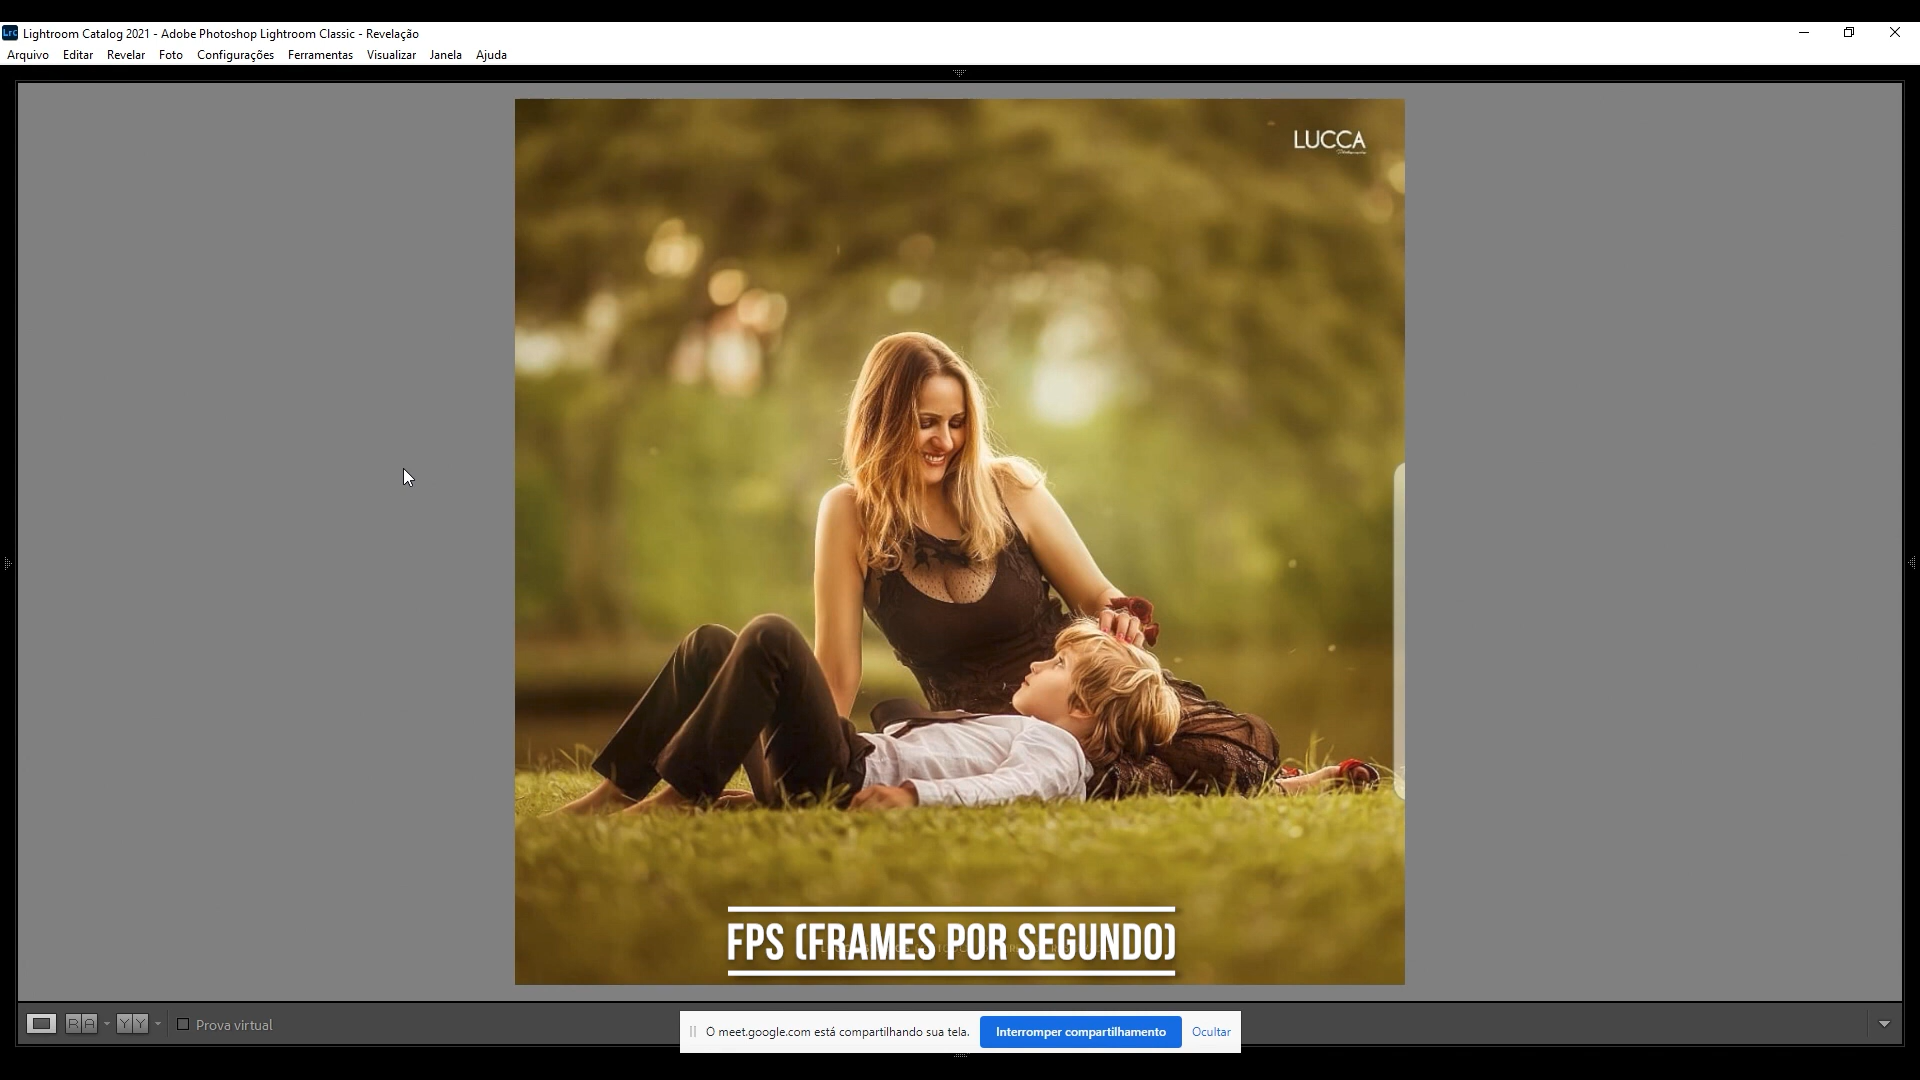 Lrc Lightroom Catalog 2021 - Adobe Photoshop Lightroom Classic - Revelação
Arquivo Editar Revelar Foto Configurações Ferramentas Visualizar Janela Ajuda
LUCCA
FPS (FRAMES POR SEGUNDO)
R A Y Y Prova virtual
O meet.google.com está compartilhando sua tela. Interromper compartilhamento Ocultar